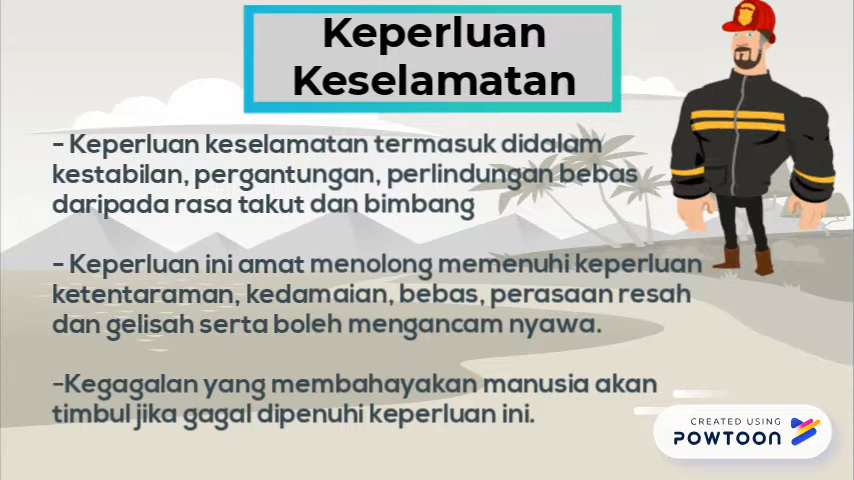 Keperluan
Keselamatan
- Keperluan keselamatan termasuk didalam
kestabilan, pergantungan, perlindungan bebas
daripada rasa takut dan bimbang
- Keperluan ini amat menolong memenuhi keperluan
ketentaraman, kedamaian, bebas, perasaan resah
dan gelisah serta boleh mengancam nyawa.
-Kegagalan yang membahayakan manusia akan
timbul jika gagal dipenuhi keperluan ini.
CREATED USING
POWTOON